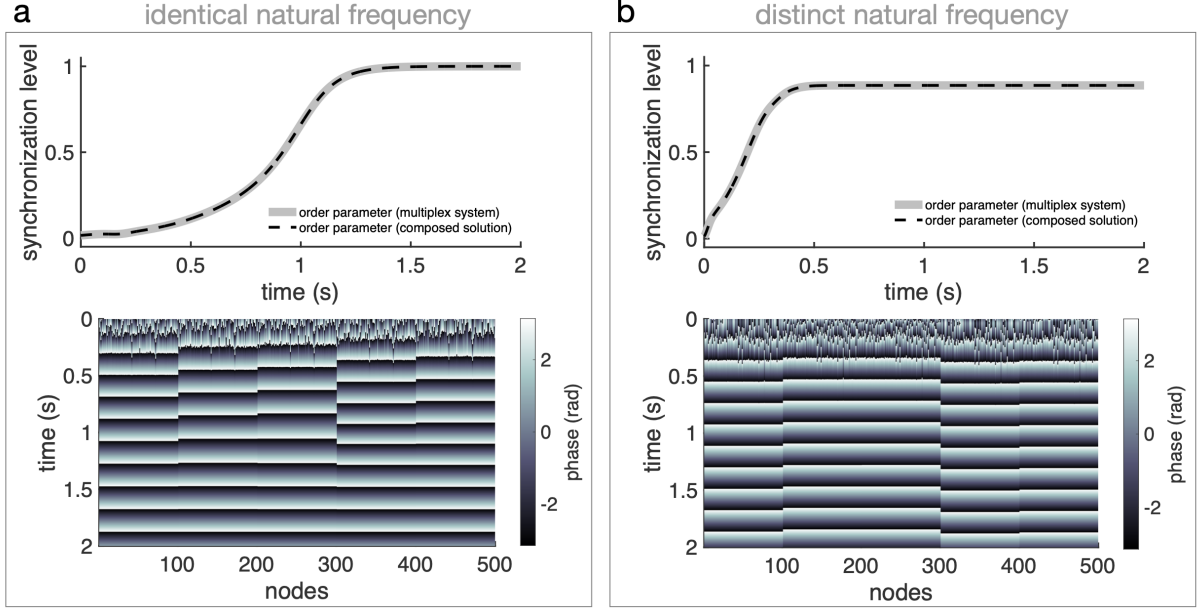 a
identical natural frequency
synchronization level
1
0.5
0
order parameter (multiplex system)
order parameter (composed solution)
0 0.5 1 1.5 2
time (s)
0
0.5
1
1.5
2
time (s)
100 200 300 400 500
nodes
2
0
-2
phase (rad)
b
distinct natural frequency
synchronization level
1
0.5
0
order parameter (multiplex system)
order parameter (composed solution)
0 0.5 1 1.5 2
time (s)
0
0.5
1
1.5
2
time (s)
100 200 300 400 500
nodes
2
0
-2
phase (rad)